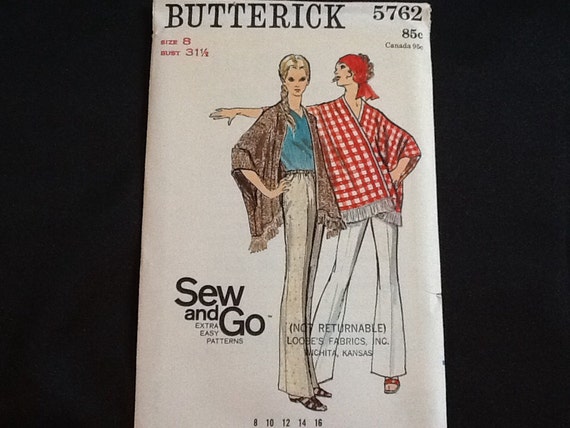 BUTTERICK 5762
85c
Canada 95c
SIZE 8
BUST 31½
Sew
and
Go™
EXTRA
EASY
PATTERNS
(NOT RETURNABLE)
LOOBE'S FABRICS, INC.
WICHITA, KANSAS
8 10 12 14 16